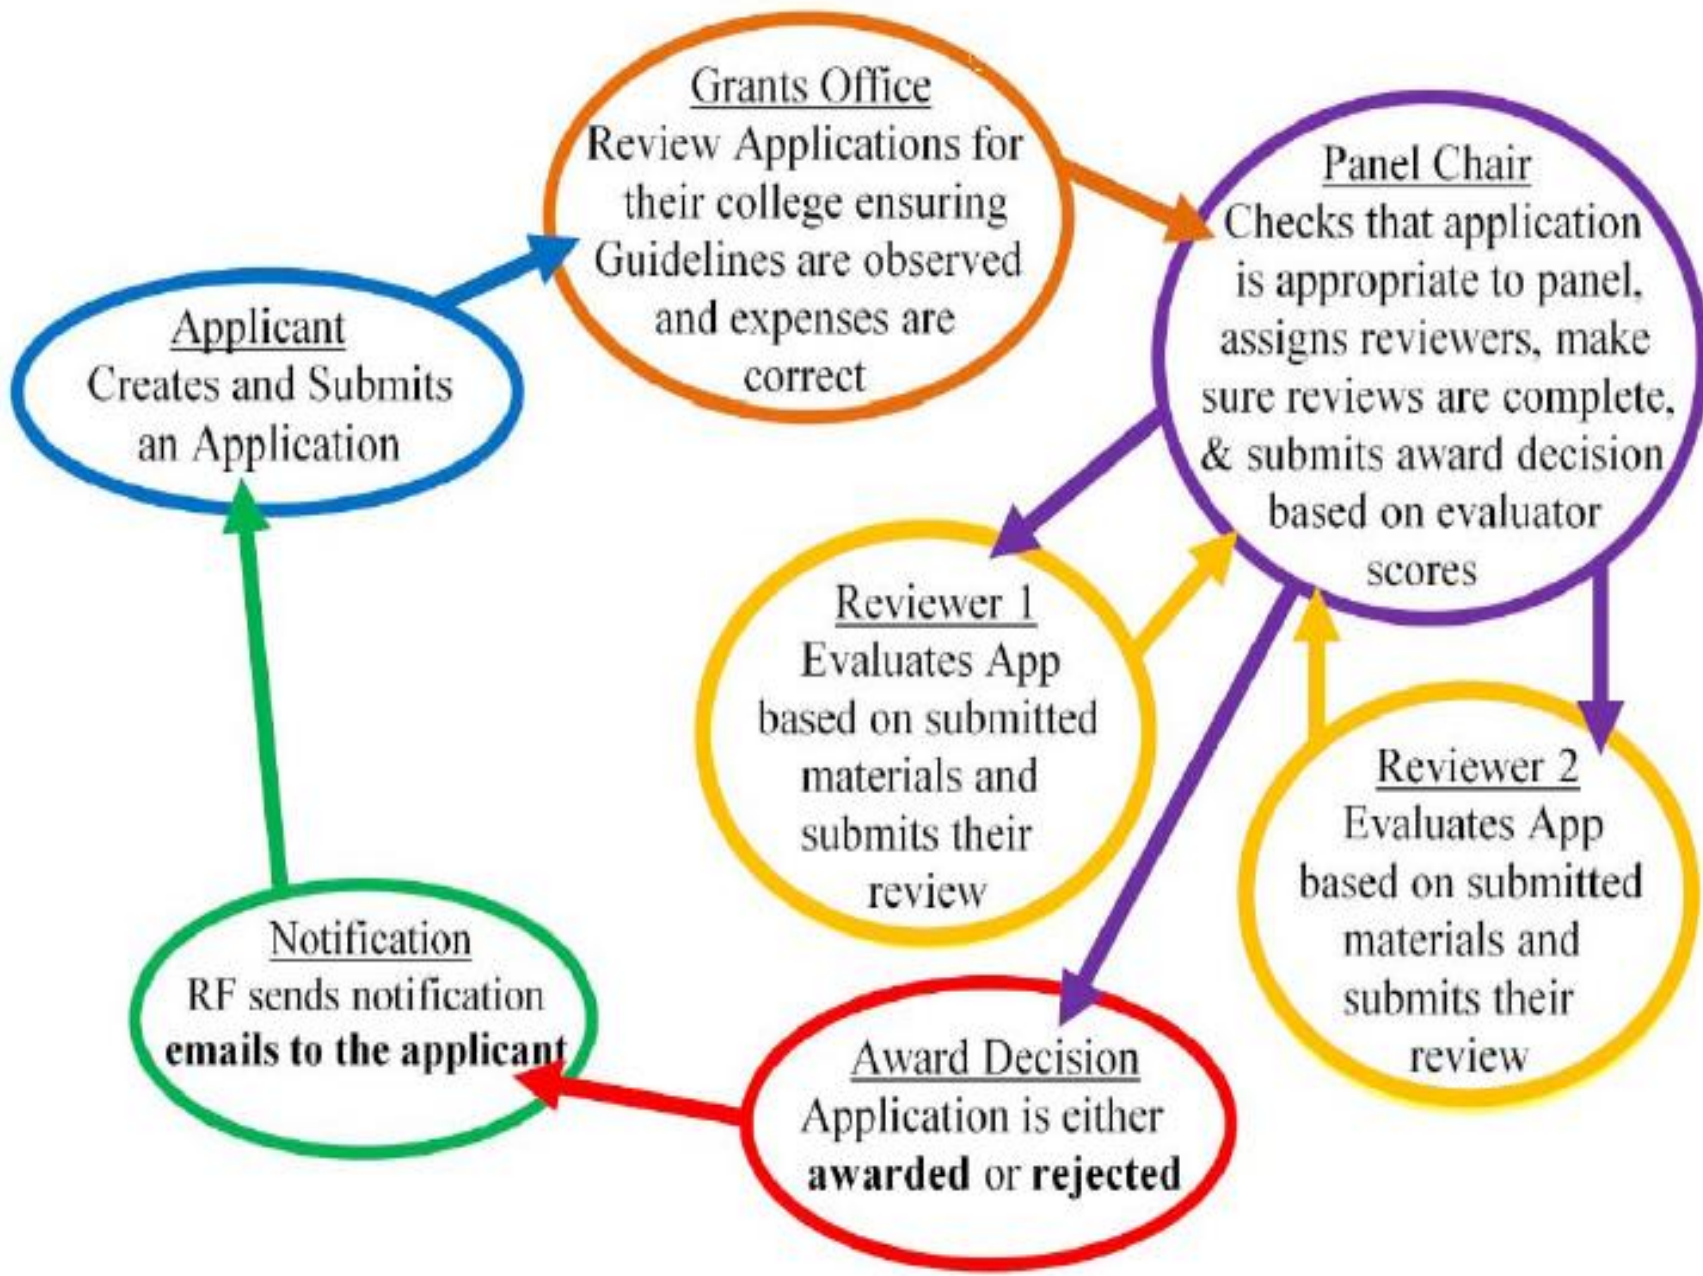 Grants Office
Review Applications for
their college ensuring
Guidelines are observed
and expenses are
correct
Panel Chair
Checks that application
is appropriate to panel,
assigns reviewers, make
sure reviews are complete,
& submits award decision
based on evaluator
scores
Applicant
Creates and Submits
an Application
Reviewer 1
Evaluates App
based on submitted
materials and
submits their
review
Reviewer 2
Evaluates App
based on submitted
materials and
submits their
review
Notification
RF sends notification
emails to the applicant
Award Decision
Application is either
awarded or rejected